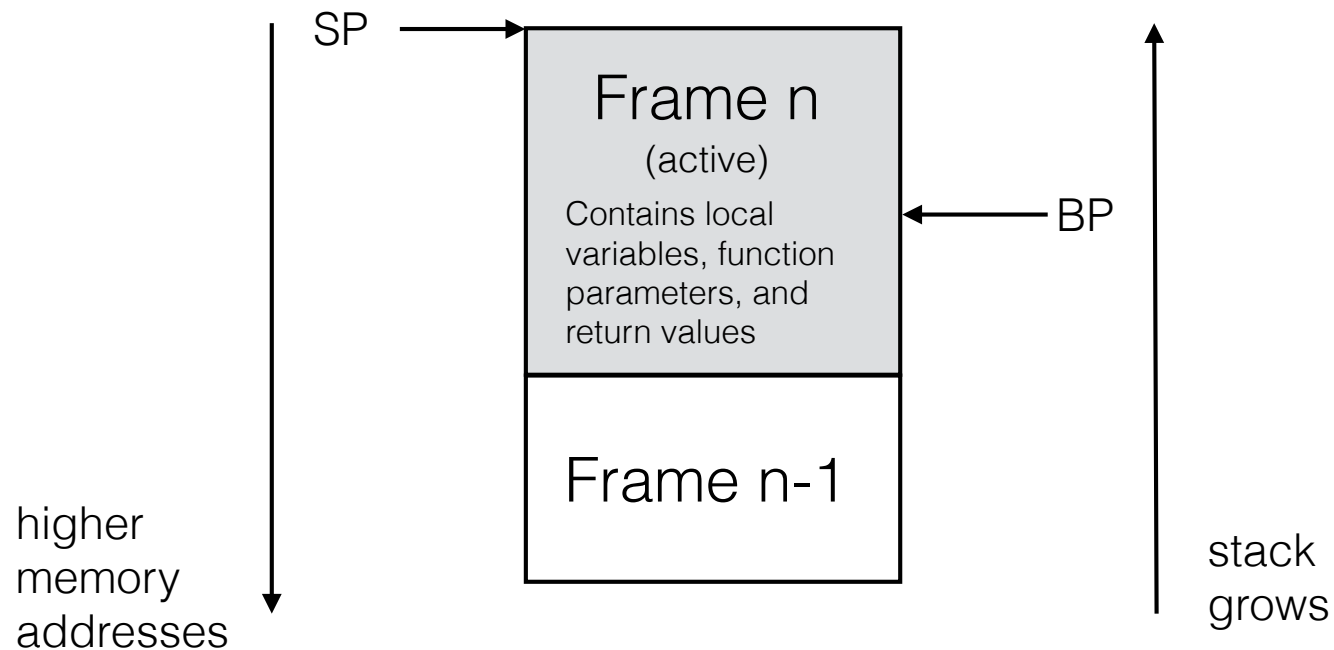 SP
Frame n
(active)
Contains local
variables, function
parameters, and
return values
BP
Frame n-1
higher
memory
addresses
stack
grows